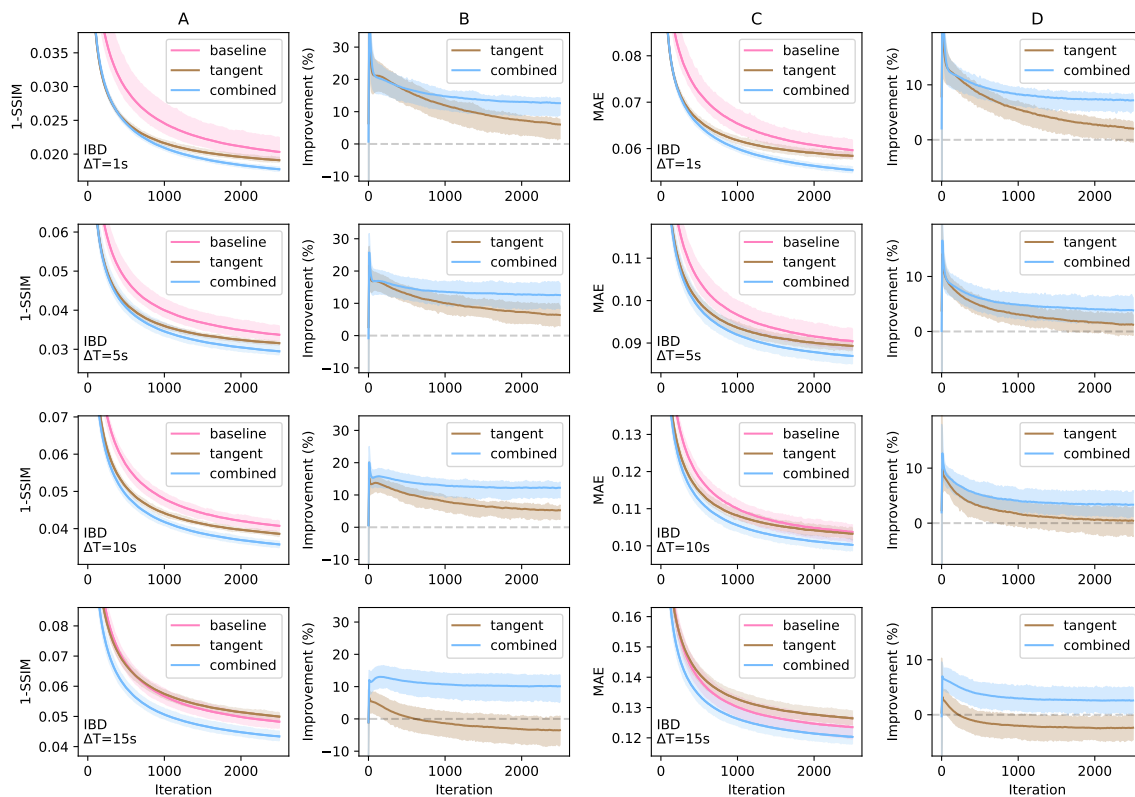 A
B
C
D
1-SSIM
0.035
0.030
0.025
0.020
baseline
tangent
combined
IBD
ΔT=1s
0
1000
2000
Improvement (%)
30
20
10
0
−10
tangent
combined
0
1000
2000
MAE
0.08
0.07
0.06
baseline
tangent
combined
IBD
ΔT=1s
0
1000
2000
Improvement (%)
10
0
tangent
combined
0
1000
2000
1-SSIM
0.06
0.05
0.04
0.03
baseline
tangent
combined
IBD
ΔT=5s
0
1000
2000
Improvement (%)
30
20
10
0
−10
tangent
combined
0
1000
2000
MAE
0.11
0.10
0.09
baseline
tangent
combined
IBD
ΔT=5s
0
1000
2000
Improvement (%)
10
0
tangent
combined
0
1000
2000
1-SSIM
0.07
0.06
0.05
0.04
baseline
tangent
combined
IBD
ΔT=10s
0
1000
2000
Improvement (%)
30
20
10
0
−10
tangent
combined
0
1000
2000
MAE
0.13
0.12
0.11
0.10
baseline
tangent
combined
IBD
ΔT=10s
0
1000
2000
Improvement (%)
10
0
tangent
combined
0
1000
2000
1-SSIM
0.08
0.07
0.06
0.05
0.04
baseline
tangent
combined
IBD
ΔT=15s
0
1000
2000
Iteration
Improvement (%)
30
20
10
0
−10
tangent
combined
0
1000
2000
Iteration
MAE
0.16
0.15
0.14
0.13
0.12
baseline
tangent
combined
IBD
ΔT=15s
0
1000
2000
Iteration
Improvement (%)
10
0
tangent
combined
0
1000
2000
Iteration